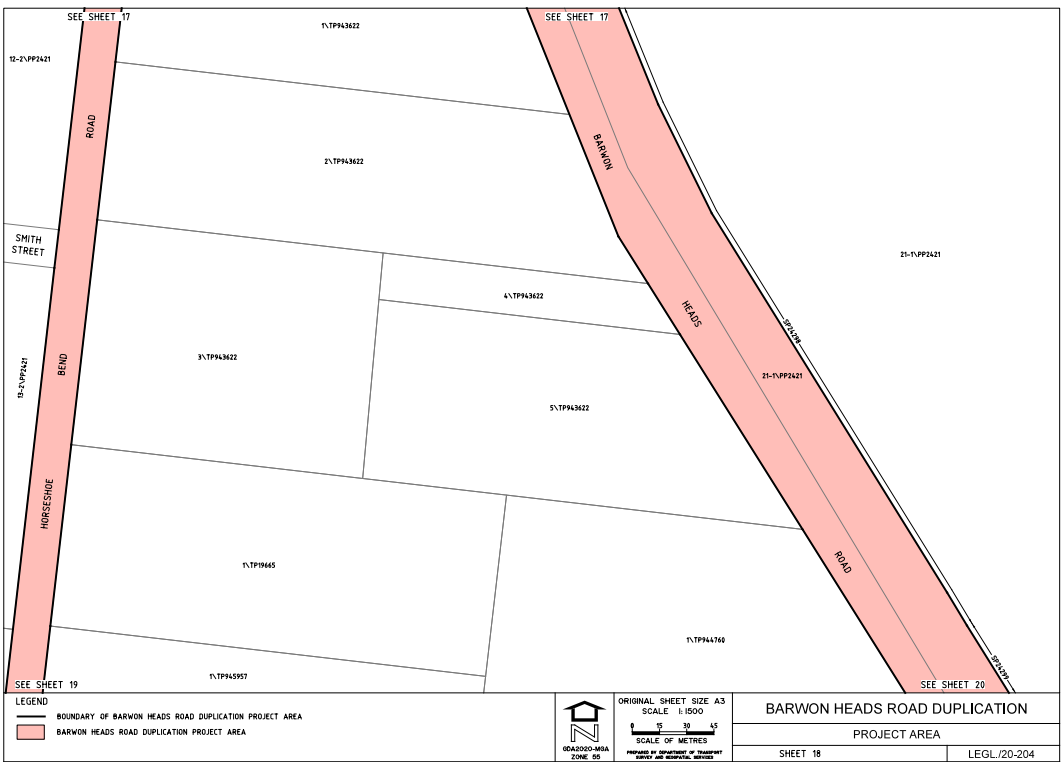 SEE SHEET 17
SEE SHEET 17
1\TP943622
12-2\PP2421
ROAD
BARWON
2\TP943622
SMITH
STREET
21-1\PP2421
4\TP943622
HEADS
SP24298
3\TP943622
BEND
13-2\PP2421
21-1\PP2421
5\TP943622
HORSESHOE
1\TP19665
ROAD
1\TP944760
SP24299
1\TP945957
SEE SHEET 19
SEE SHEET 20
LEGEND
BOUNDARY OF BARWON HEADS ROAD DUPLICATION PROJECT AREA
BARWON HEADS ROAD DUPLICATION PROJECT AREA
N
GDA2020-MGA
ZONE 55
ORIGINAL SHEET SIZE A3
SCALE 1:1500
0 15 30 45
SCALE OF METRES
PREPARED BY DEPARTMENT OF TRANSPORT
SURVEY AND GEOSPATIAL SERVICES
BARWON HEADS ROAD DUPLICATION
PROJECT AREA
SHEET 18
LEGL./20-204